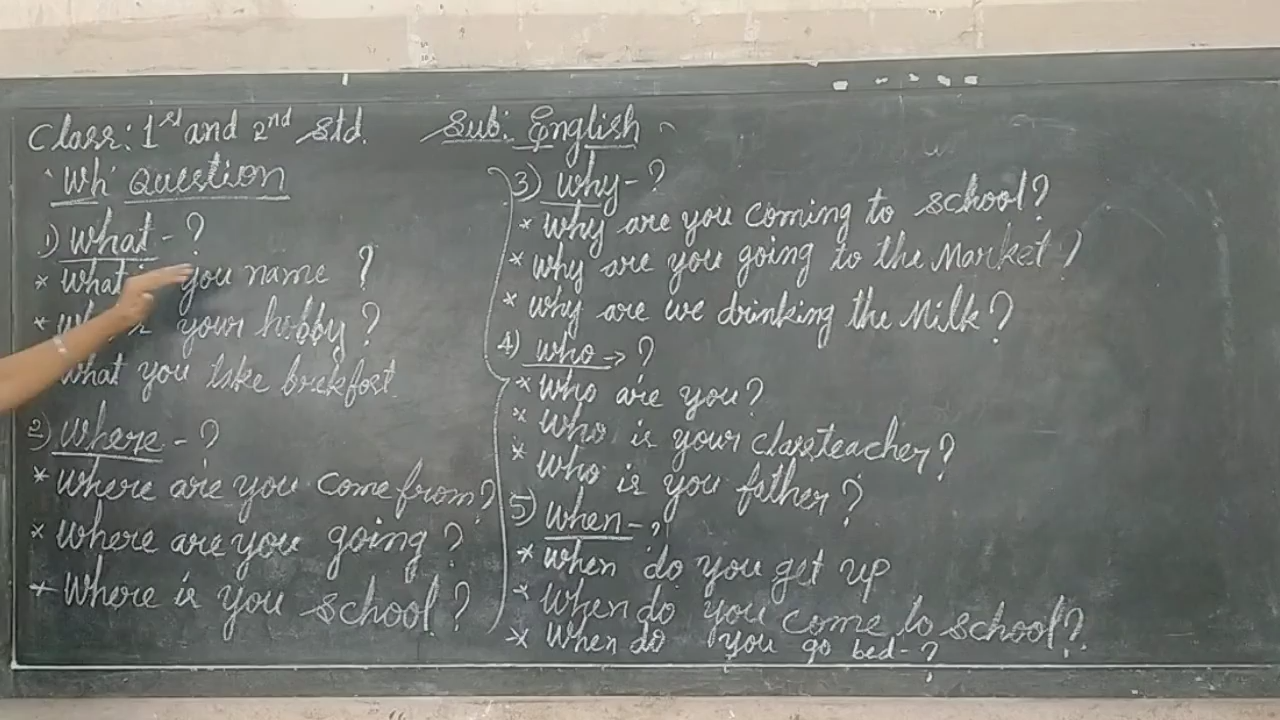 Class: 1st and 2nd Std.
Sub: English
'Wh' Question
1) What - ?
* What you name ?
* your hobby ?
What you like brekfost
2) Where - ?
* Where are you come from?
* Where are you going ?
* Where is you school ?
3) Why - ?
* Why are you coming to school?
* Why are you going to the Market ?
* Why are we drinking the Milk ?
4) Who → ?
* Who are you?
* Who is your classteacher?
* Who is you father ?
5) When - ?
* When do you get up
* When do you come to school?
* When do you go bed - ?